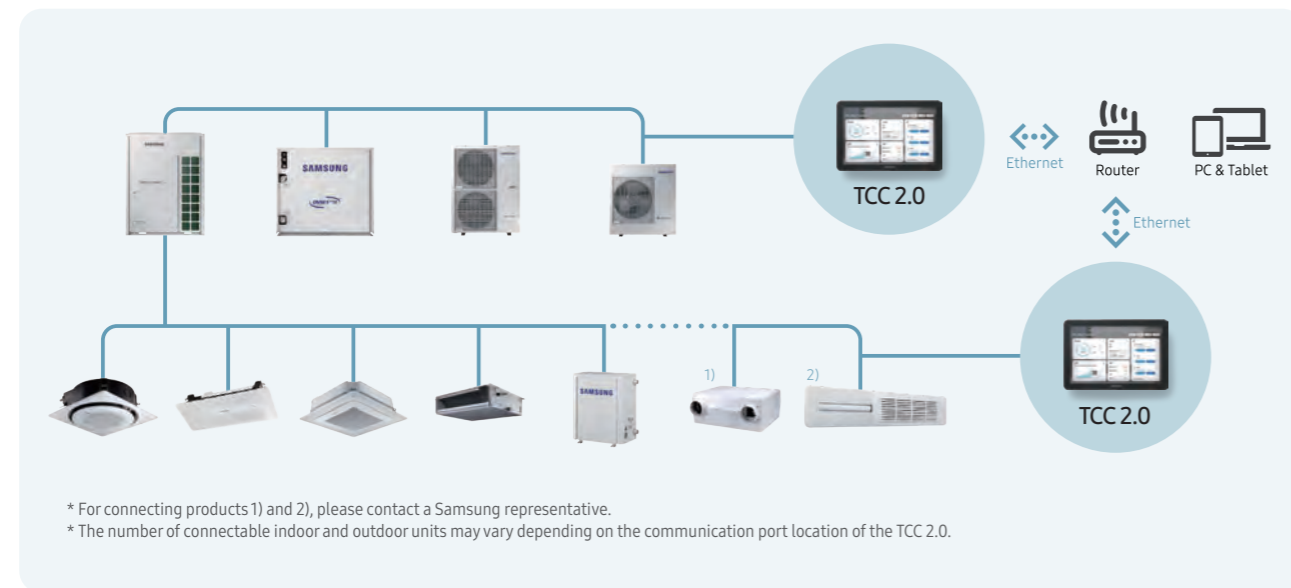 SAMSUNG
TCC 2.0
Ethernet
Router
PC & Tablet
Ethernet
1)
2)
SAMSUNG
TCC 2.0
* For connecting products 1) and 2), please contact a Samsung representative.
* The number of connectable indoor and outdoor units may vary depending on the communication port location of the TCC 2.0.